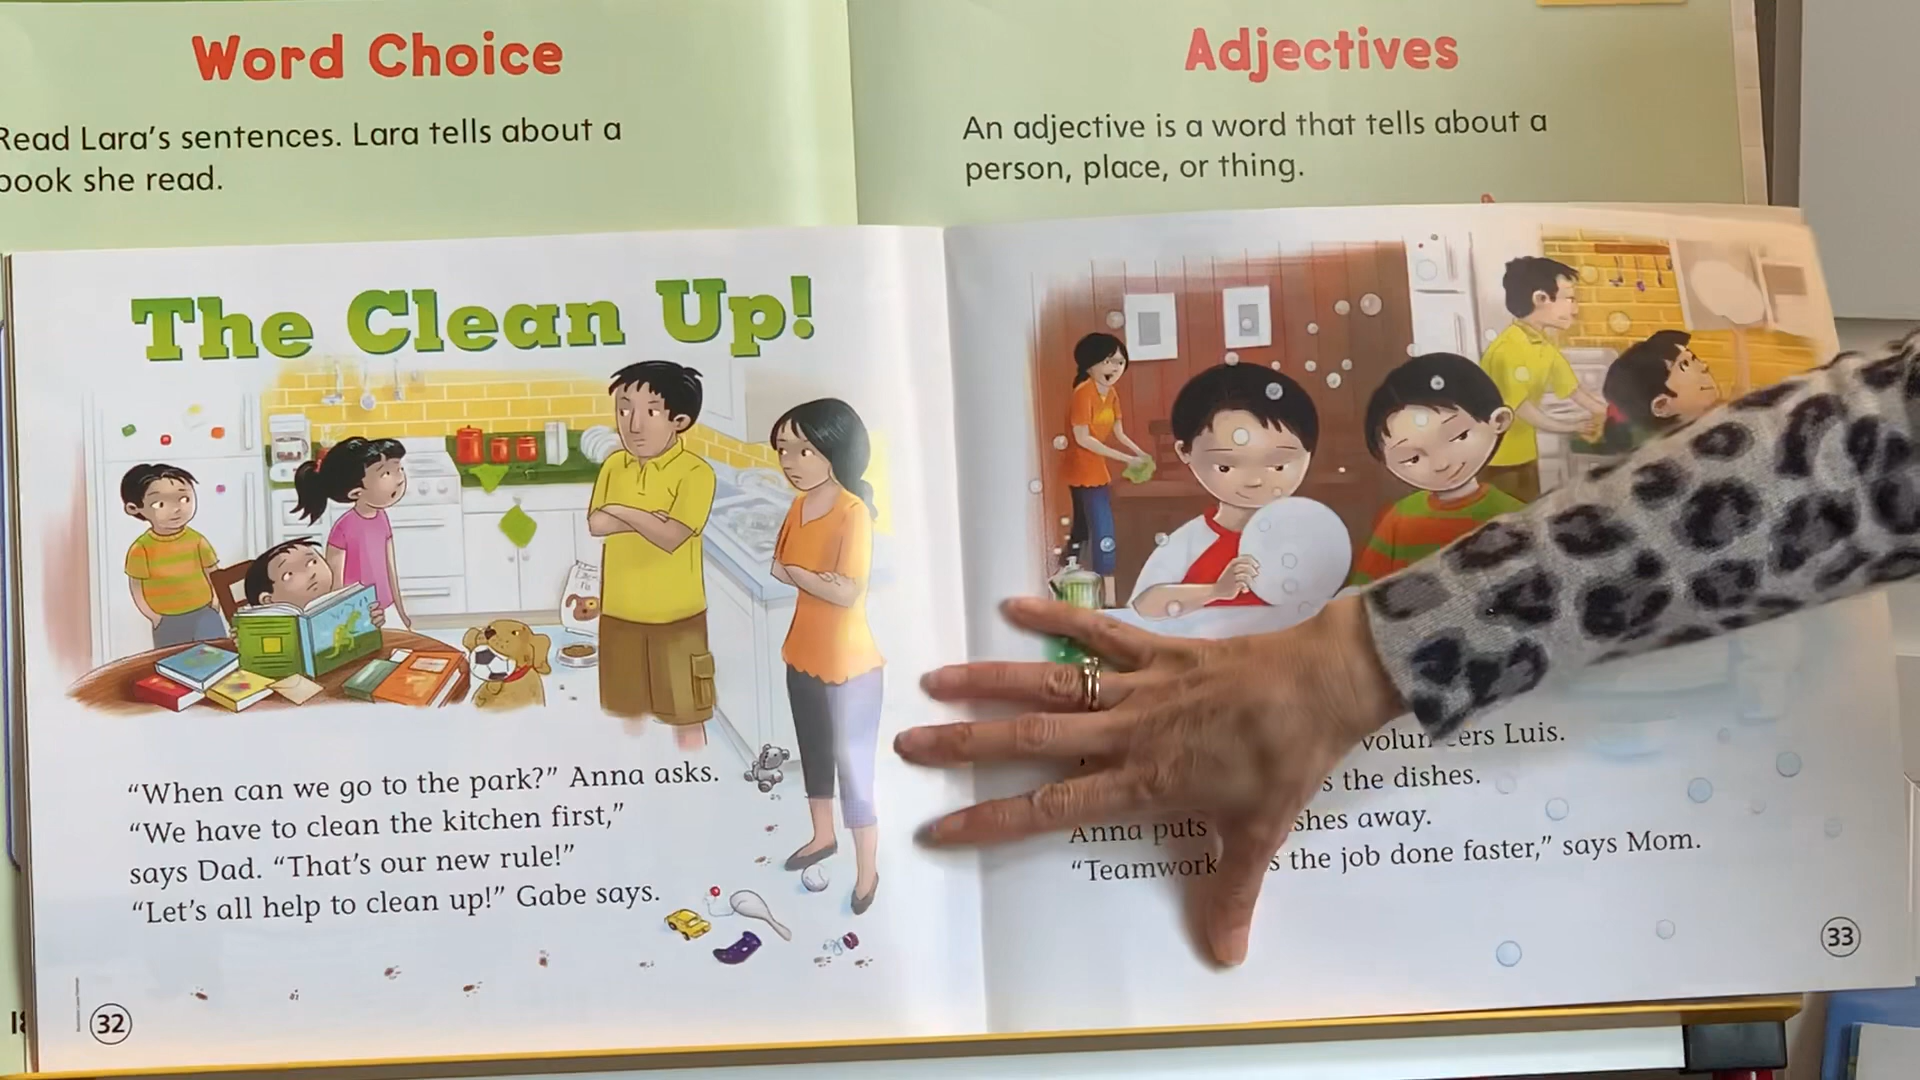 Word Choice
Read Lara's sentences. Lara tells about a
book she read.
Adjectives
An adjective is a word that tells about a
person, place, or thing.
The Clean Up!
"When can we go to the park?" Anna asks.
"We have to clean the kitchen first,"
says Dad. "That's our new rule!"
"Let's all help to clean up!" Gabe says.
32
Luis.
the dishes.
Anna puts away.
"Teamwork the job done faster," says Mom.
33